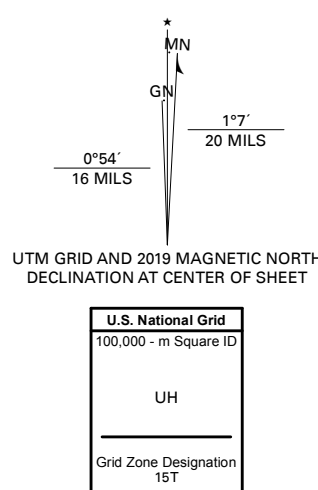 ★
MN
GN
1°7´
20 MILS
0°54´
16 MILS
UTM GRID AND 2019 MAGNETIC NORTH
DECLINATION AT CENTER OF SHEET
U.S. National Grid
100,000 - m Square ID
UH
Grid Zone Designation
15T